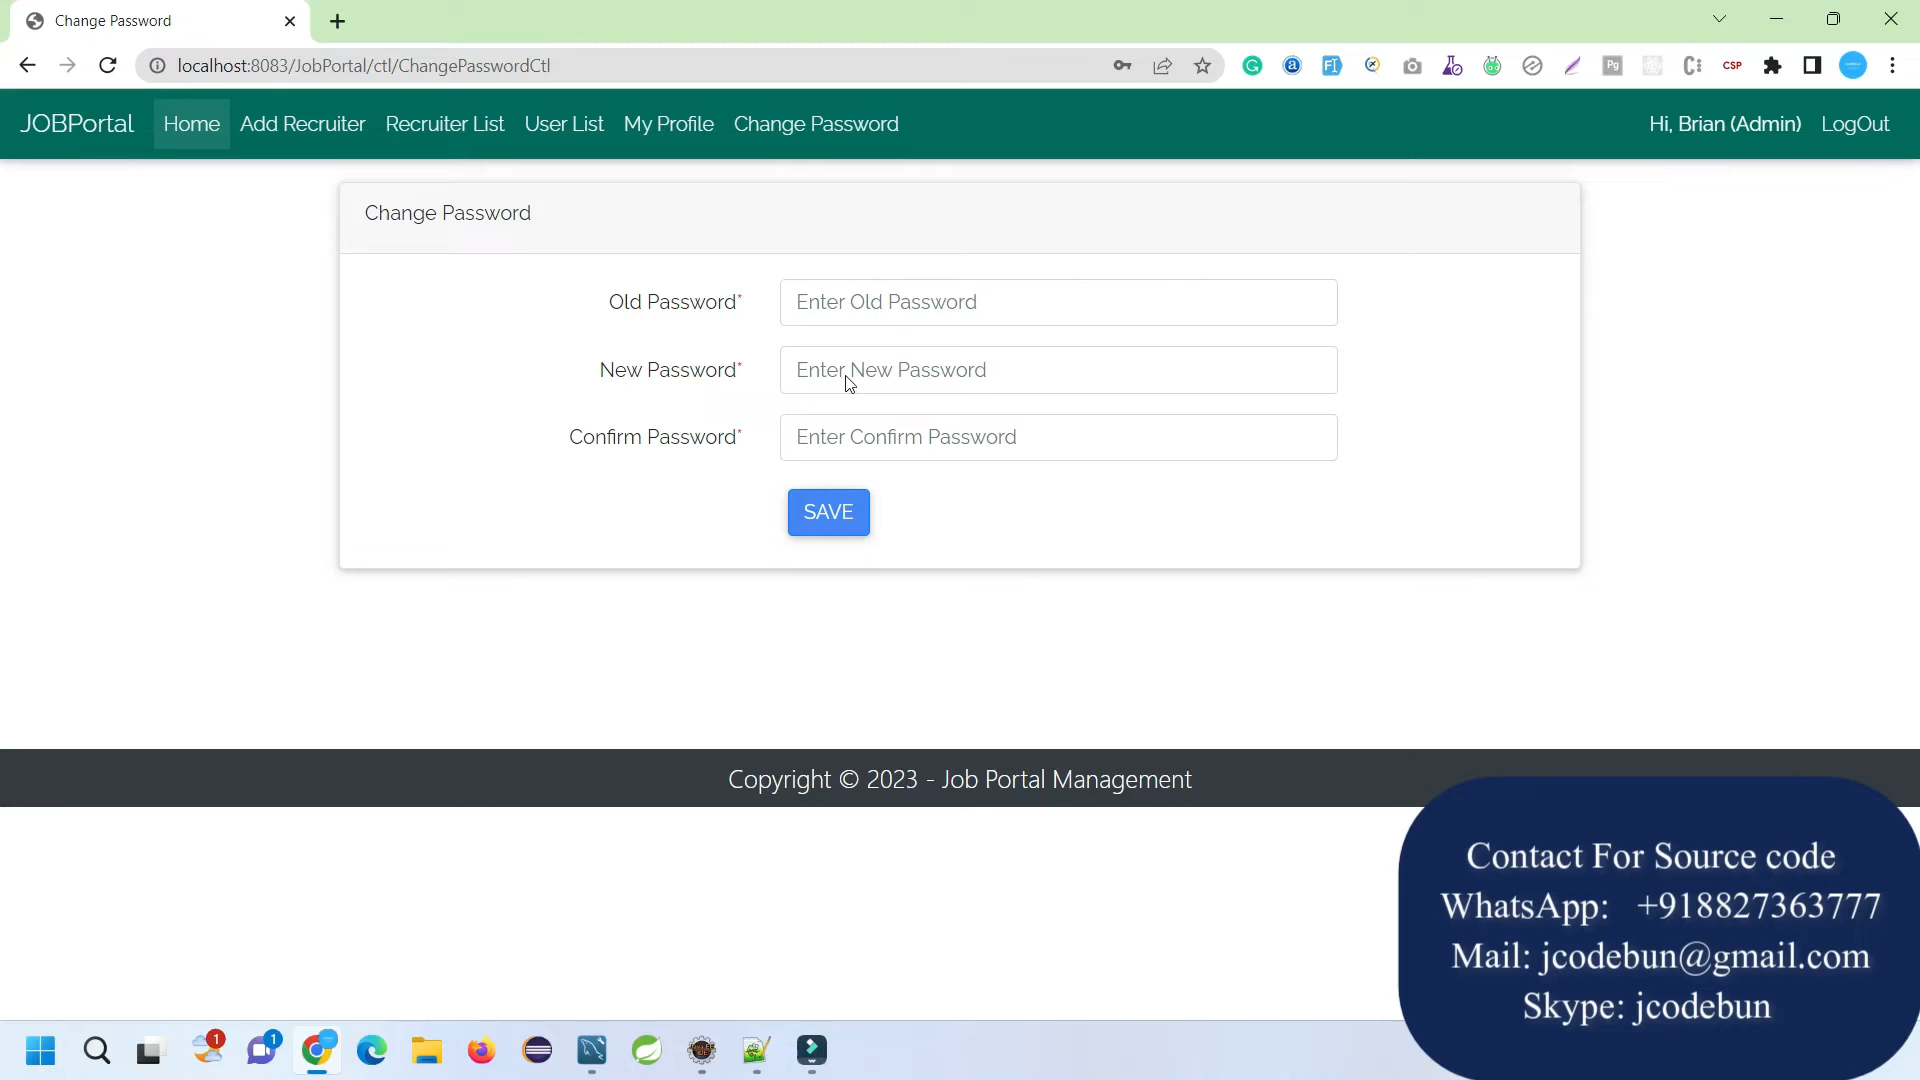 Change Password
localhost:8083/JobPortal/ctl/ChangePasswordCtl
CSP
JOBPortal Home Add Recruiter Recruiter List User List My Profile Change Password Hi, Brian (Admin) LogOut
Change Password
Old Password* Enter Old Password
New Password* Enter New Password
Confirm Password* Enter Confirm Password
SAVE
Copyright © 2023 - Job Portal Management
Contact For Source code
WhatsApp: +918827363777
Mail: jcodebun@gmail.com
Skype: jcodebun
1 1